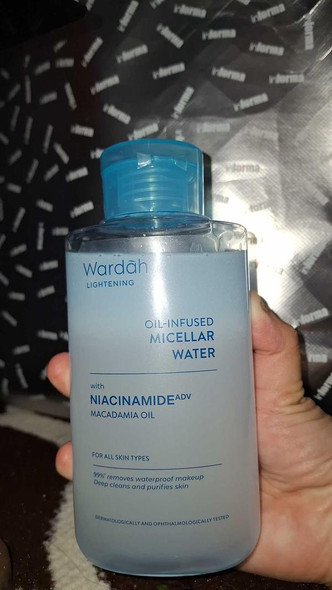 Wardah
LIGHTENING
OIL-INFUSED
MICELLAR
WATER
with
NIACINAMIDE ADV
MACADAMIA OIL
FOR ALL SKIN TYPES
99%* removes waterproof makeup
Deep cleans and purifies skin
DERMATOLOGICALLY AND OPHTHALMOLOGICALLY TESTED